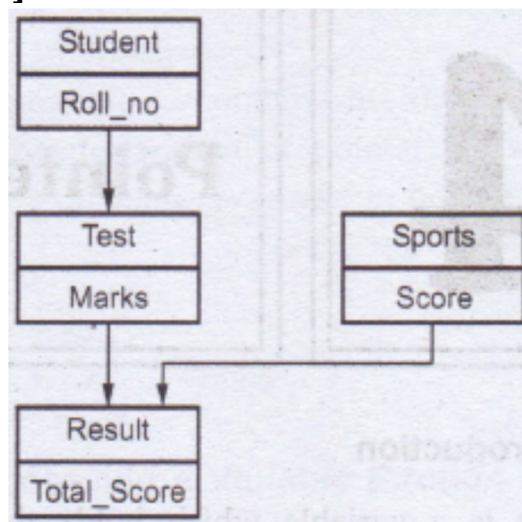 Student
Roll_no
Test
Marks
Sports
Score
Result
Total_Score